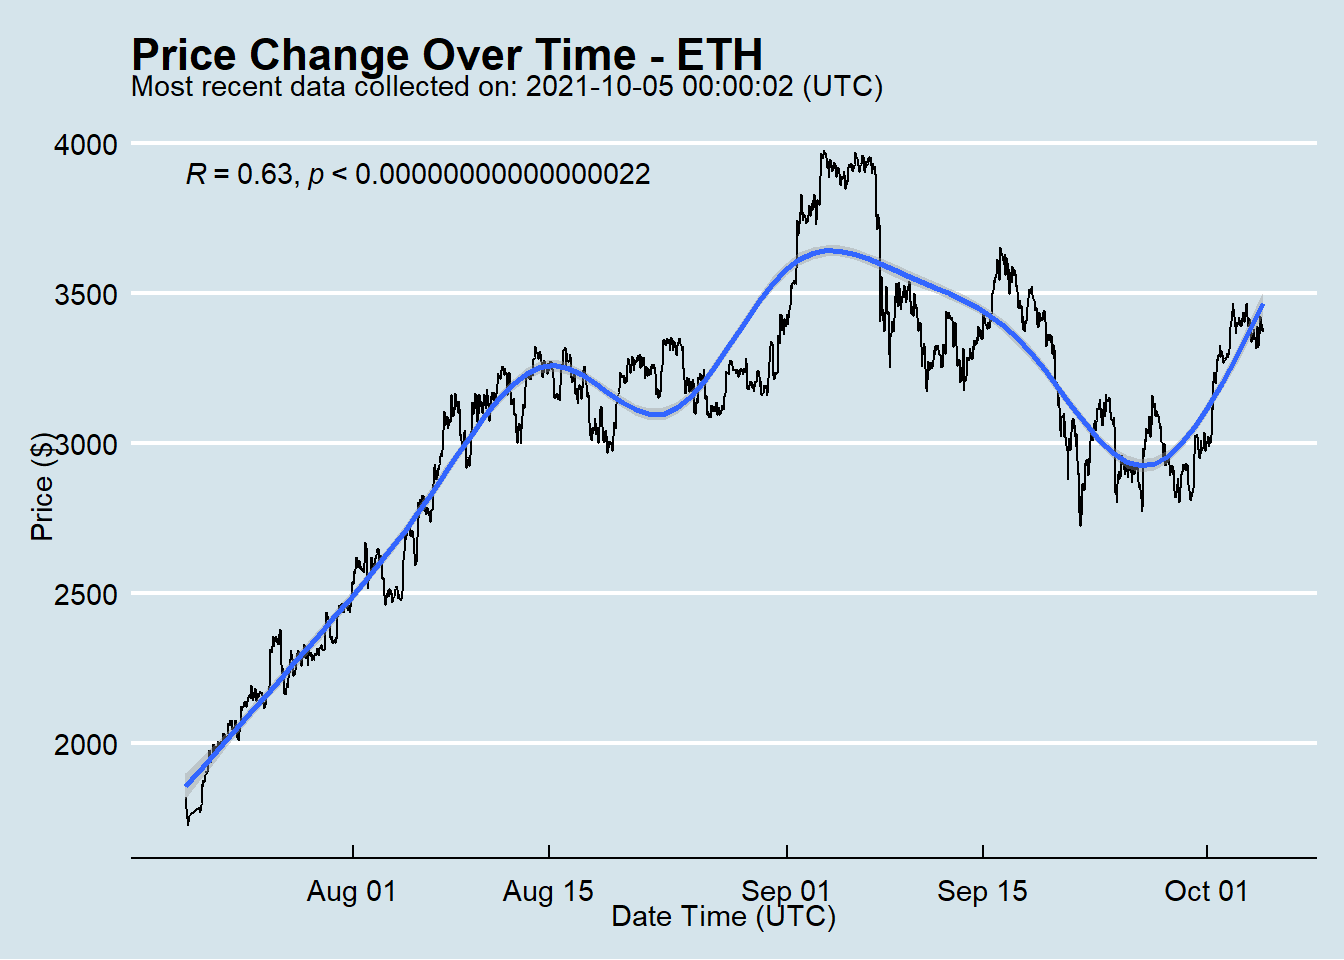 Price Change Over Time - ETH
Most recent data collected on: 2021-10-05 00:00:02 (UTC)
R = 0.63, p < 0.00000000000000022
4000
3500
3000
2500
2000
Price ($)
Aug 01 Aug 15 Sep 01 Sep 15 Oct 01
Date Time (UTC)